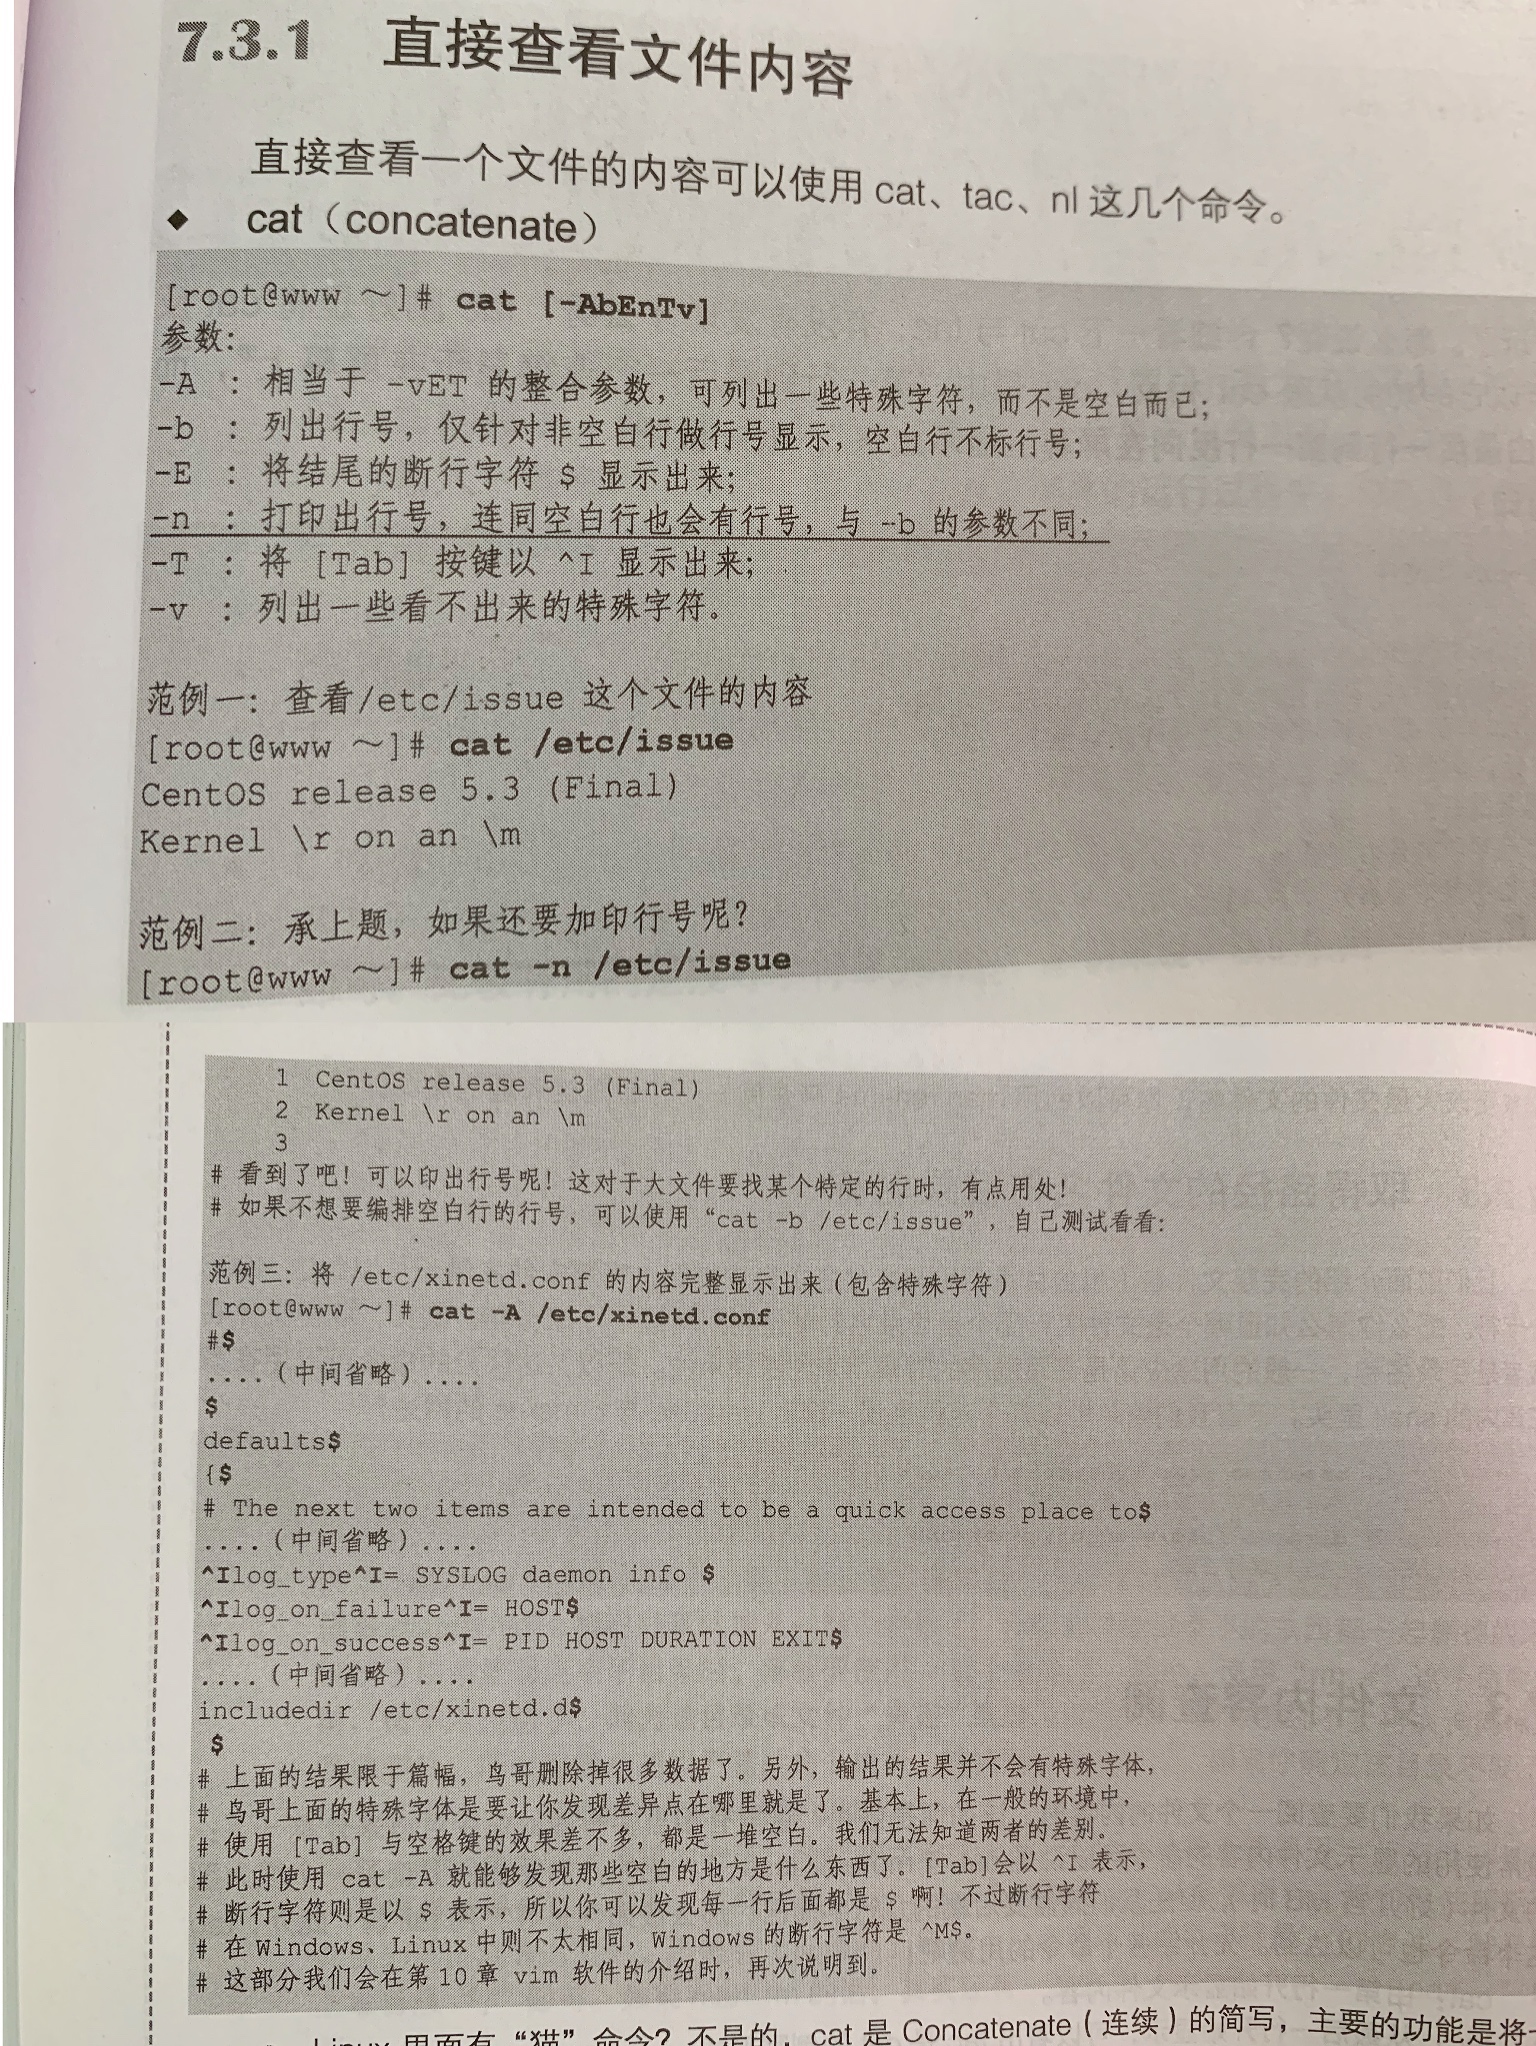 7.3.1 直接查看文件内容
直接查看一个文件的内容可以使用 cat、tac、nl 这几个命令。
◆ cat（concatenate）
[root@www ～]# cat [-AbEnTv]
参数：
-A ：相当于 -vET 的整合参数，可列出一些特殊字符，而不是空白而已；
-b ：列出行号，仅针对非空白行做行号显示，空白行不标行号；
-E ：将结尾的断行字符 $ 显示出来；
-n ：打印出行号，连同空白行也会有行号，与 -b 的参数不同；
-T ：将 [Tab] 按键以 ^I 显示出来；
-v ：列出一些看不出来的特殊字符。
范例一：查看/etc/issue 这个文件的内容
[root@www ～]# cat /etc/issue
CentOS release 5.3 (Final)
Kernel \r on an \m
范例二：承上题，如果还要加印行号呢？
[root@www ～]# cat -n /etc/issue
1 CentOS release 5.3 (Final)
2 Kernel \r on an \m
3
# 看到了吧！可以印出行号呢！这对于大文件要找某个特定的行时，有点用处！
# 如果不想要编排空白行的行号，可以使用“cat -b /etc/issue”，自己测试看看：
范例三：将 /etc/xinetd.conf 的内容完整显示出来（包含特殊字符）
[root@www ～]# cat -A /etc/xinetd.conf
#$
....（中间省略）....
$
defaults$
{$
# The next two items are intended to be a quick access place to$
....（中间省略）....
^Ilog_type^I= SYSLOG daemon info $
^Ilog_on_failure^I= HOST$
^Ilog_on_success^I= PID HOST DURATION EXIT$
....（中间省略）....
includedir /etc/xinetd.d$
$
# 上面的结果限于篇幅，鸟哥删除掉很多数据了。另外，输出的结果并不会有特殊字体，
# 鸟哥上面的特殊字体是要让你发现差异点在哪里就是了。基本上，在一般的环境中，
# 使用 [Tab] 与空格键的效果差不多，都是一堆空白。我们无法知道两者的差别。
# 此时使用 cat -A 就能够发现那些空白的地方是什么东西了。[Tab]会以 ^I 表示，
# 断行字符则是以 $ 表示，所以你可以发现每一行后面都是 $ 啊！不过断行字符
# 在 Windows、Linux 中则不太相同，Windows 的断行字符是 ^M$。
# 这部分我们会在第 10 章 vim 软件的介绍时，再次说明到。
Linux 里面有“猫”命令？不是的，cat 是 Concatenate（连续）的简写，主要的功能是将